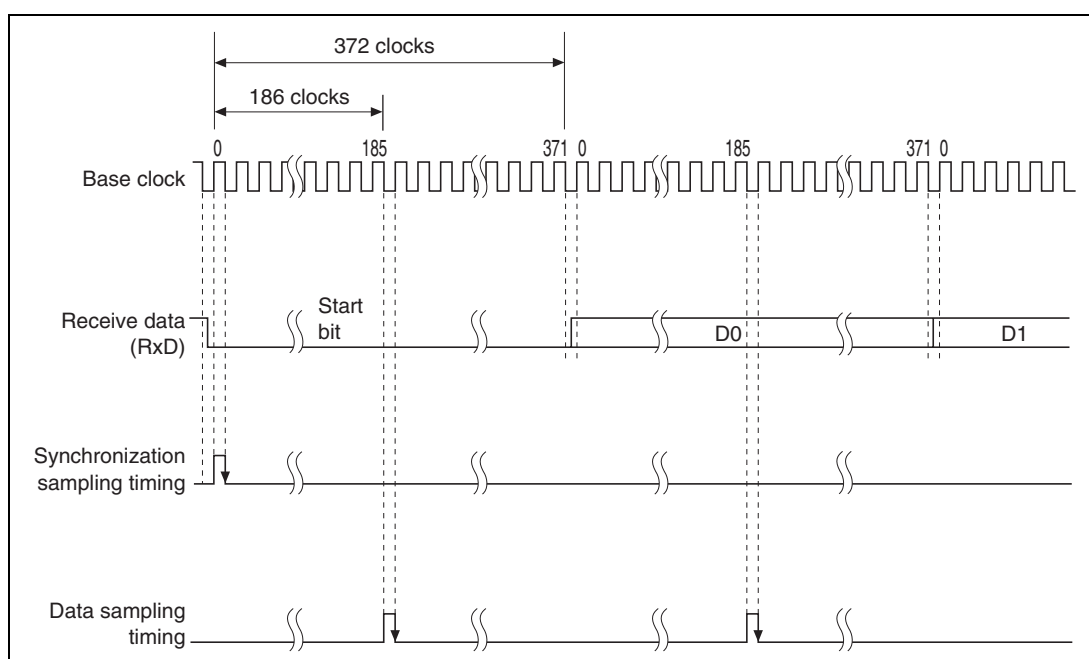 372 clocks
186 clocks
0 185 371 0 185 371 0
Base clock
Receive data
(RxD)
Start
bit
D0
D1
Synchronization
sampling timing
Data sampling
timing